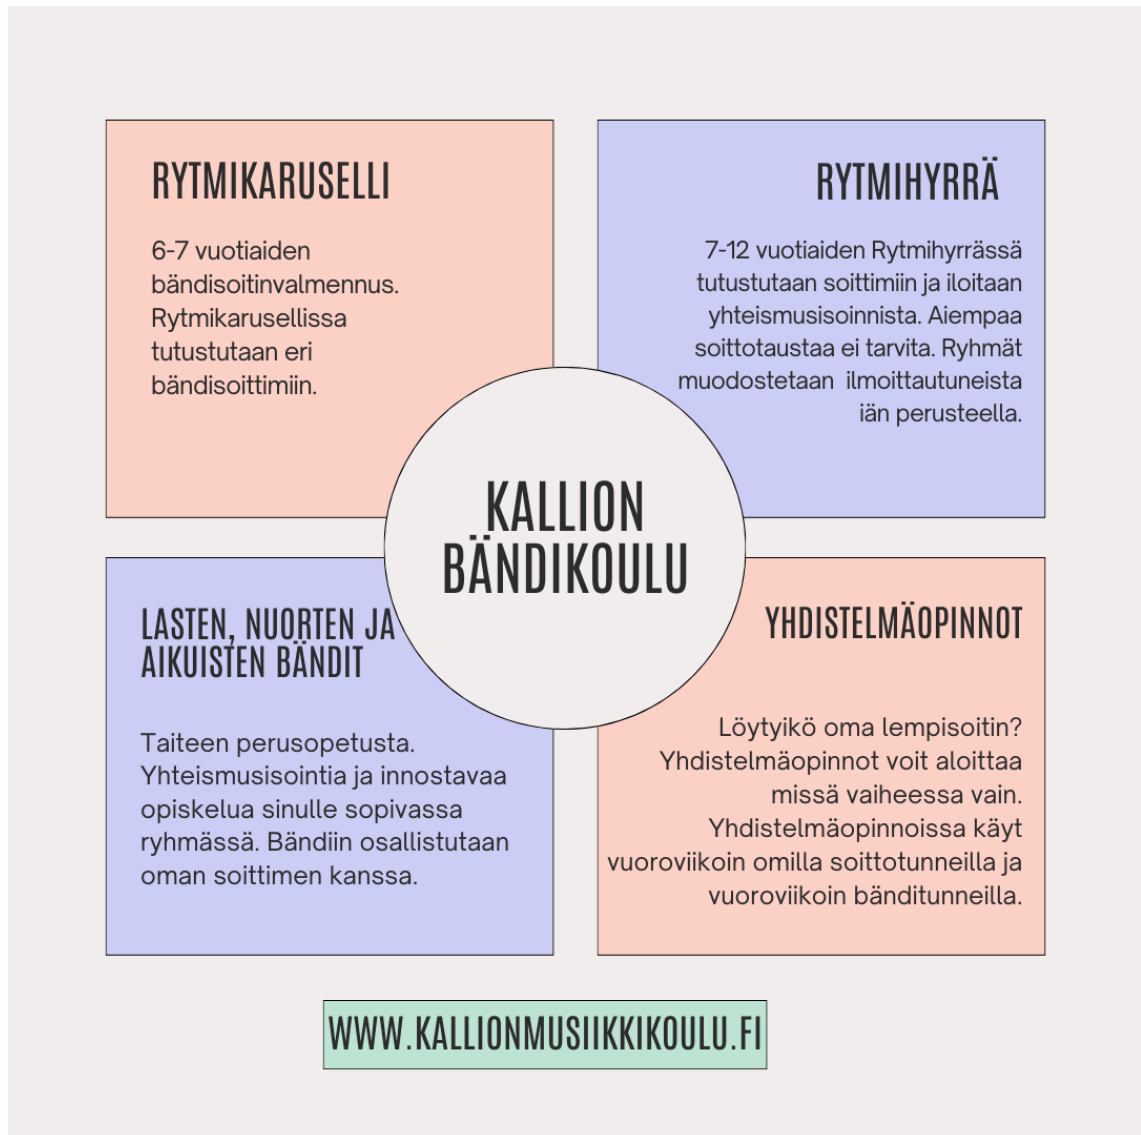 RYTMIKARUSELLI
6-7 vuotiaiden
bändisoitinvalmennus.
Rytmikarusellissa
tutustutaan eri
bändisoittimiin.
RYTMIHYRRÄ
7-12 vuotiaiden Rytmihyrrässä
tutustutaan soittimiin ja iloitaan
yhteismusisoinnista. Aiempaa
soittotaustaa ei tarvita. Ryhmät
muodostetaan ilmoittautuneista
iän perusteella.
KALLION
BÄNDIKOULU
LASTEN, NUORTEN JA
AIKUISTEN BÄNDIT
Taiteen perusopetusta.
Yhteismusisointia ja innostavaa
opiskelua sinulle sopivassa
ryhmässä. Bändiin osallistutaan
oman soittimen kanssa.
YHDISTELMÄOPINNOT
Löytyikö oma lempisoitin?
Yhdistelmäopinnot voit aloittaa
missä vaiheessa vain.
Yhdistelmäopinnoissa käyt
vuoroviikoin omilla soittotunneilla ja
vuoroviikoin bänditunneilla.
WWW.KALLIONMUSIIKKIKOULU.FI